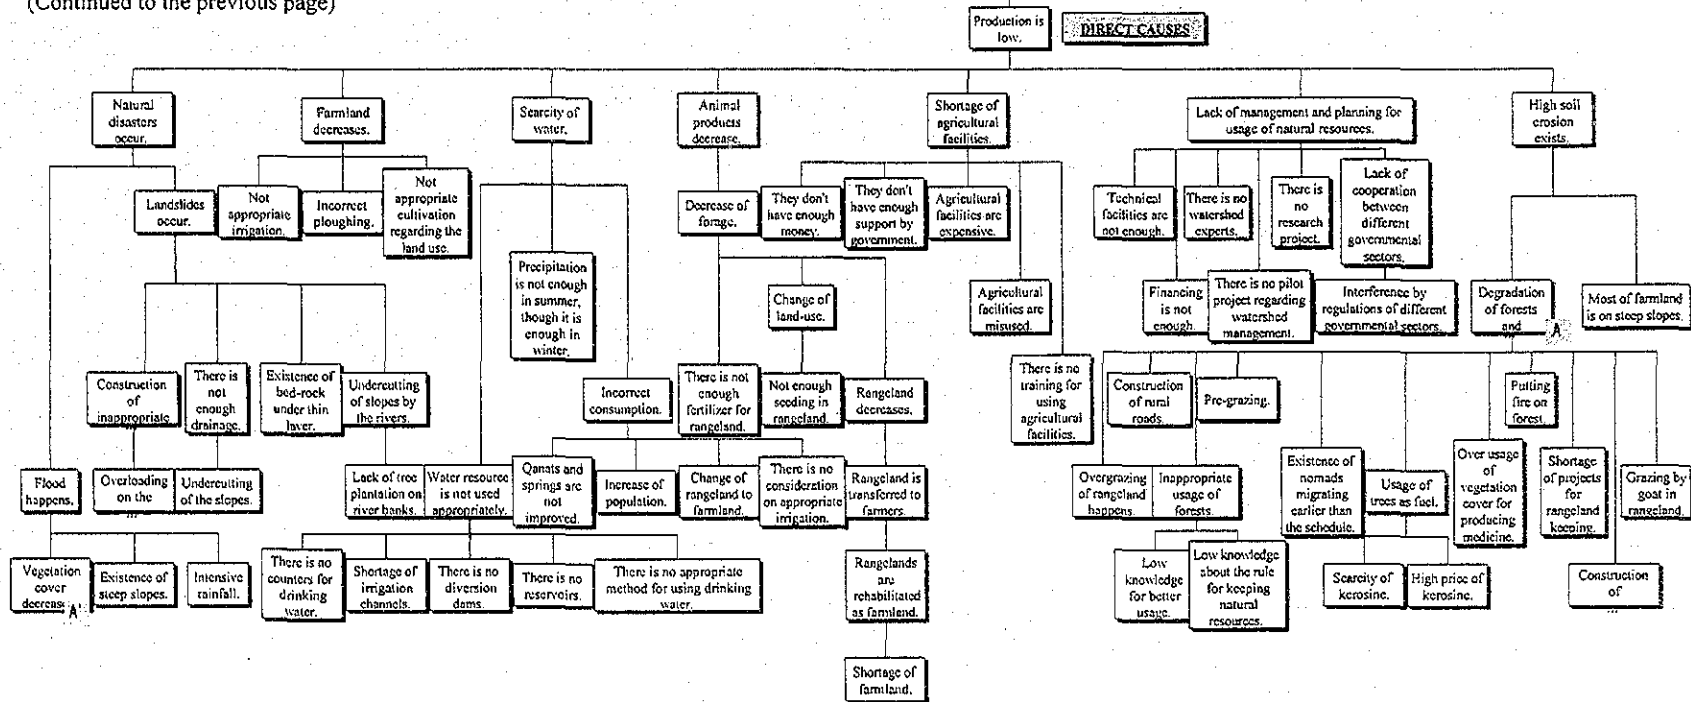 (Continued to the previous page)
Production is
low.
DIRECT CAUSES
Natural
disasters
occur.
Farmland
decreases.
Scarcity of
water.
Animal
products
decrease.
Shortage of
agricultural
facilities.
Lack of management and planning for
usage of natural resources.
High soil
erosion
exists.
Landslides
occur.
Not
appropriate
irrigation.
Incorrect
ploughing.
Not
appropriate
cultivation
regarding the
land use.
Decrease of
forage.
They don't
have enough
money.
They don't
have enough
support by
government.
Agricultural
facilities are
expensive.
Technical
facilities are
not enough.
There is no
watershed
experts.
There is
no
research
project.
Lack of
cooperation
between
different
governmental
sectors.
Precipitation
is not enough
in summer,
though it is
enough in
winter.
Change of
land-use.
Agricultural
facilities are
misused.
Financing
is not
enough.
There is no pilot
project regarding
watershed
management.
Interference by
regulations of different
governmental sectors.
Degradation
of forests
and
A
Most of farmland
is on steep slopes.
Construction
of
inappropriate
There is
not
enough
drainage.
Existence of
bed-rock
under thin
layer.
Undercutting
of slopes by
the rivers.
Incorrect
consumption.
There is not
enough
fertilizer for
rangeland.
Not enough
seeding in
rangeland.
Rangeland
decreases.
There is no
training for
using
agricultural
facilities.
Construction
of rural
roads.
Pre-grazing.
Putting
fire on
forest.
Flood
happens.
Overloading
on the
...
Undercutting
of the slopes.
Lack of tree
plantation on
river banks.
Water resource
is not used
appropriately.
Qanats and
springs are
not
improved.
Increase of
population.
Change of
rangeland to
farmland.
There is no
consideration
on appropriate
irrigation.
Rangeland is
transferred to
farmers.
Overgrazing
of rangeland
happens.
Inappropriate
usage of
forests.
Existence of
nomads
migrating
earlier than
the schedule.
Usage of
trees as fuel.
Over usage
of
vegetation
cover for
producing
medicine.
Shortage
of projects
for
rangeland
keeping.
Grazing by
goat in
rangeland.
Vegetation
cover
decreases
A'
Existence of
steep slopes.
Intensive
rainfall.
There is no
counters for
drinking
water.
Shortage of
irrigation
channels.
There is no
diversion
dams.
There is no
reservoirs.
There is no appropriate
method for using drinking
water.
Rangelands
are
rehabilitated
as farmland.
Low
knowledge
for better
usage.
Low knowledge
about the rule
for keeping
natural
resources.
Scarcity of
kerosine.
High price of
kerosine.
Construction
of
...
Shortage of
farmland.